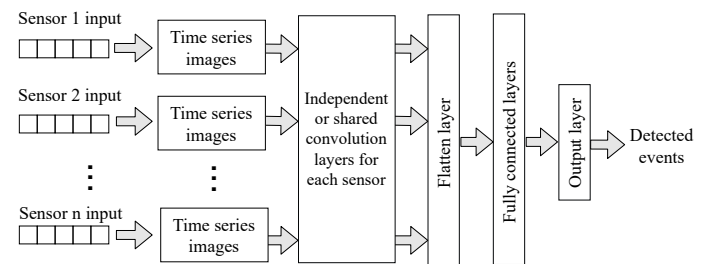 Sensor 1 input
Time series
images
Sensor 2 input
Time series
images
Sensor n input
Time series
images
Independent
or shared
convolution
layers for
each sensor
Flatten layer
Fully connected layers
Output layer
Detected
events